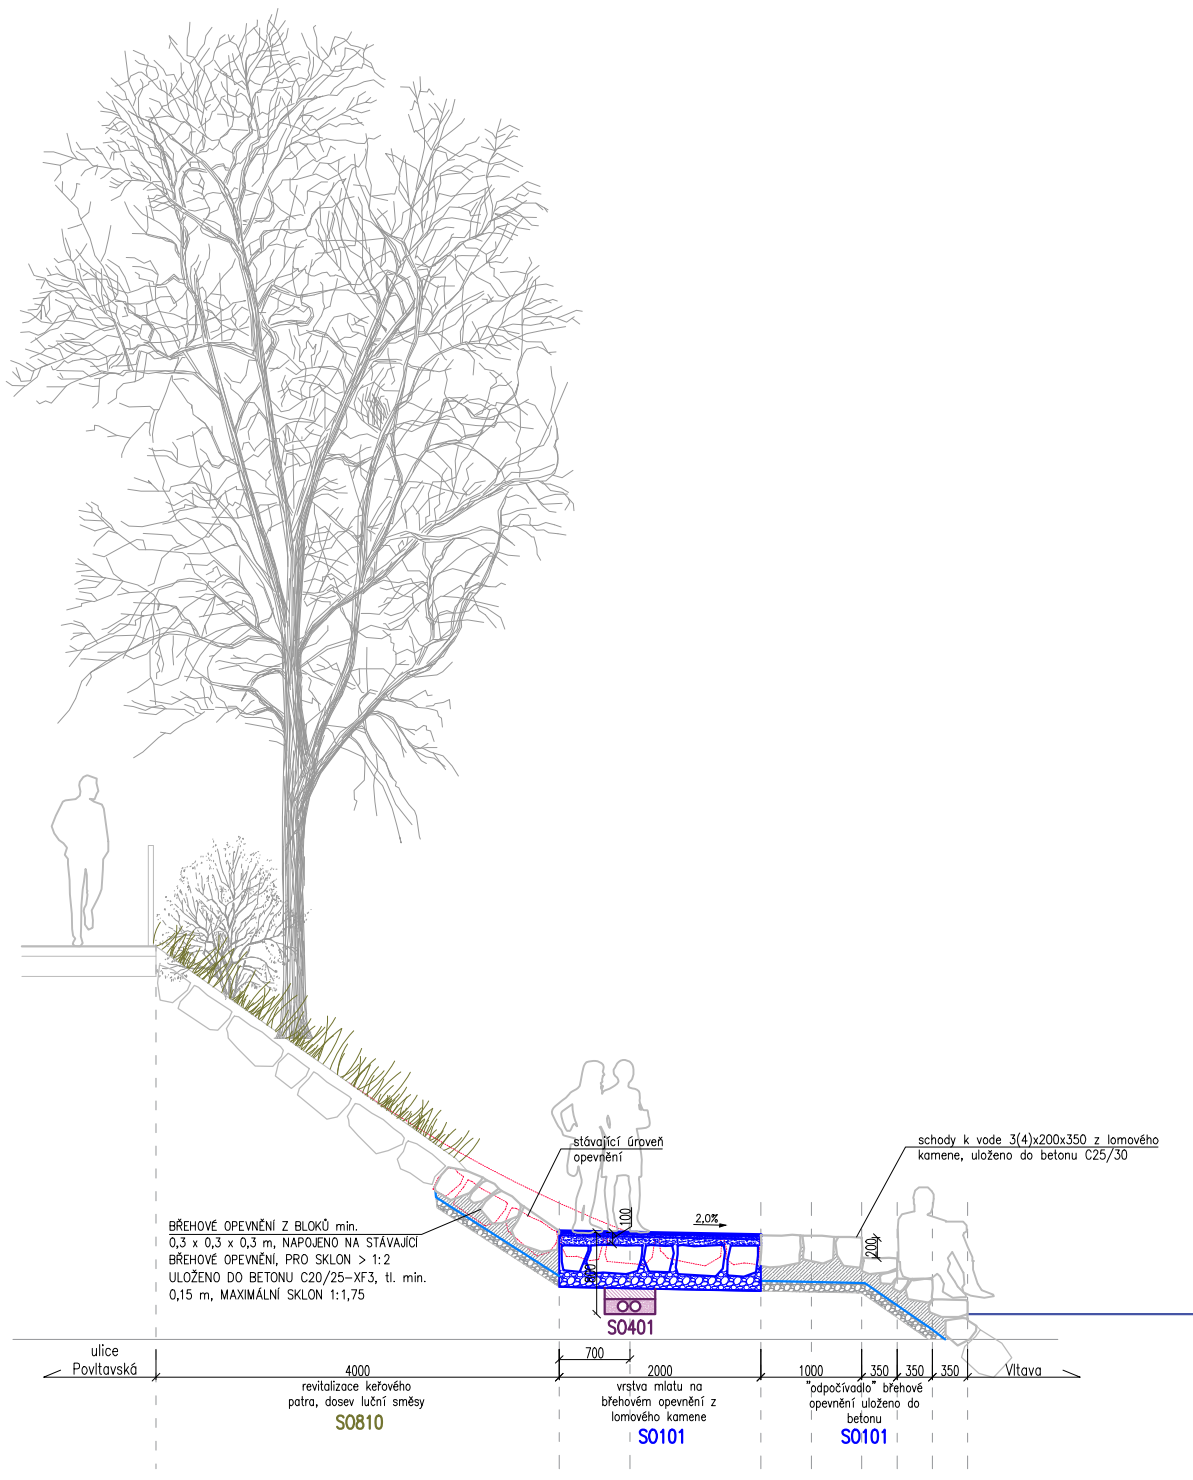 stávající úroveň
opevnění
schody k vode 3(4)x200x350 z lomového
kamene, uloženo do betonu C25/30
100
2,0%
200
BŘEHOVÉ OPEVNĚNÍ Z BLOKŮ min.
0,3 x 0,3 x 0,3 m, NAPOJENO NA STÁVAJÍCÍ
BŘEHOVÉ OPEVNĚNÍ, PRO SKLON > 1:2
ULOŽENO DO BETONU C20/25-XF3, tl. min.
0,15 m, MAXIMÁLNÍ SKLON 1:1,75
SO401
ulice
Povltavská
700
4000
2000
1000
350
350
350
Vltava
revitalizace keřového
patra, dosev luční směsy
SO810
vrstva mlatu na
břehovém opevnění z
lomového kamene
SO101
"odpočívadlo" břehové
opevnění uloženo do
betonu
SO101